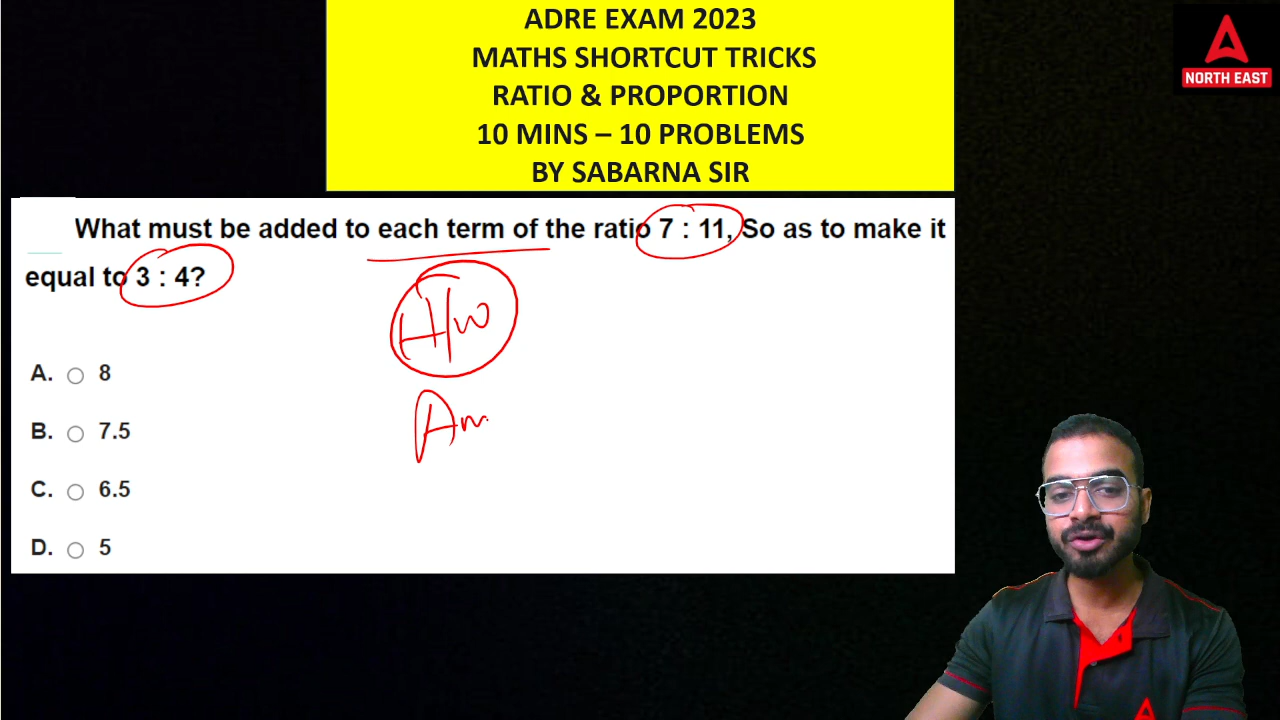 ADRE EXAM 2023
MATHS SHORTCUT TRICKS
RATIO & PROPORTION
10 MINS – 10 PROBLEMS
BY SABARNA SIR
NORTH EAST
What must be added to each term of the ratio 7 : 11, So as to make it
equal to 3 : 4?
H/W
A. 8
B. 7.5
C. 6.5
D. 5